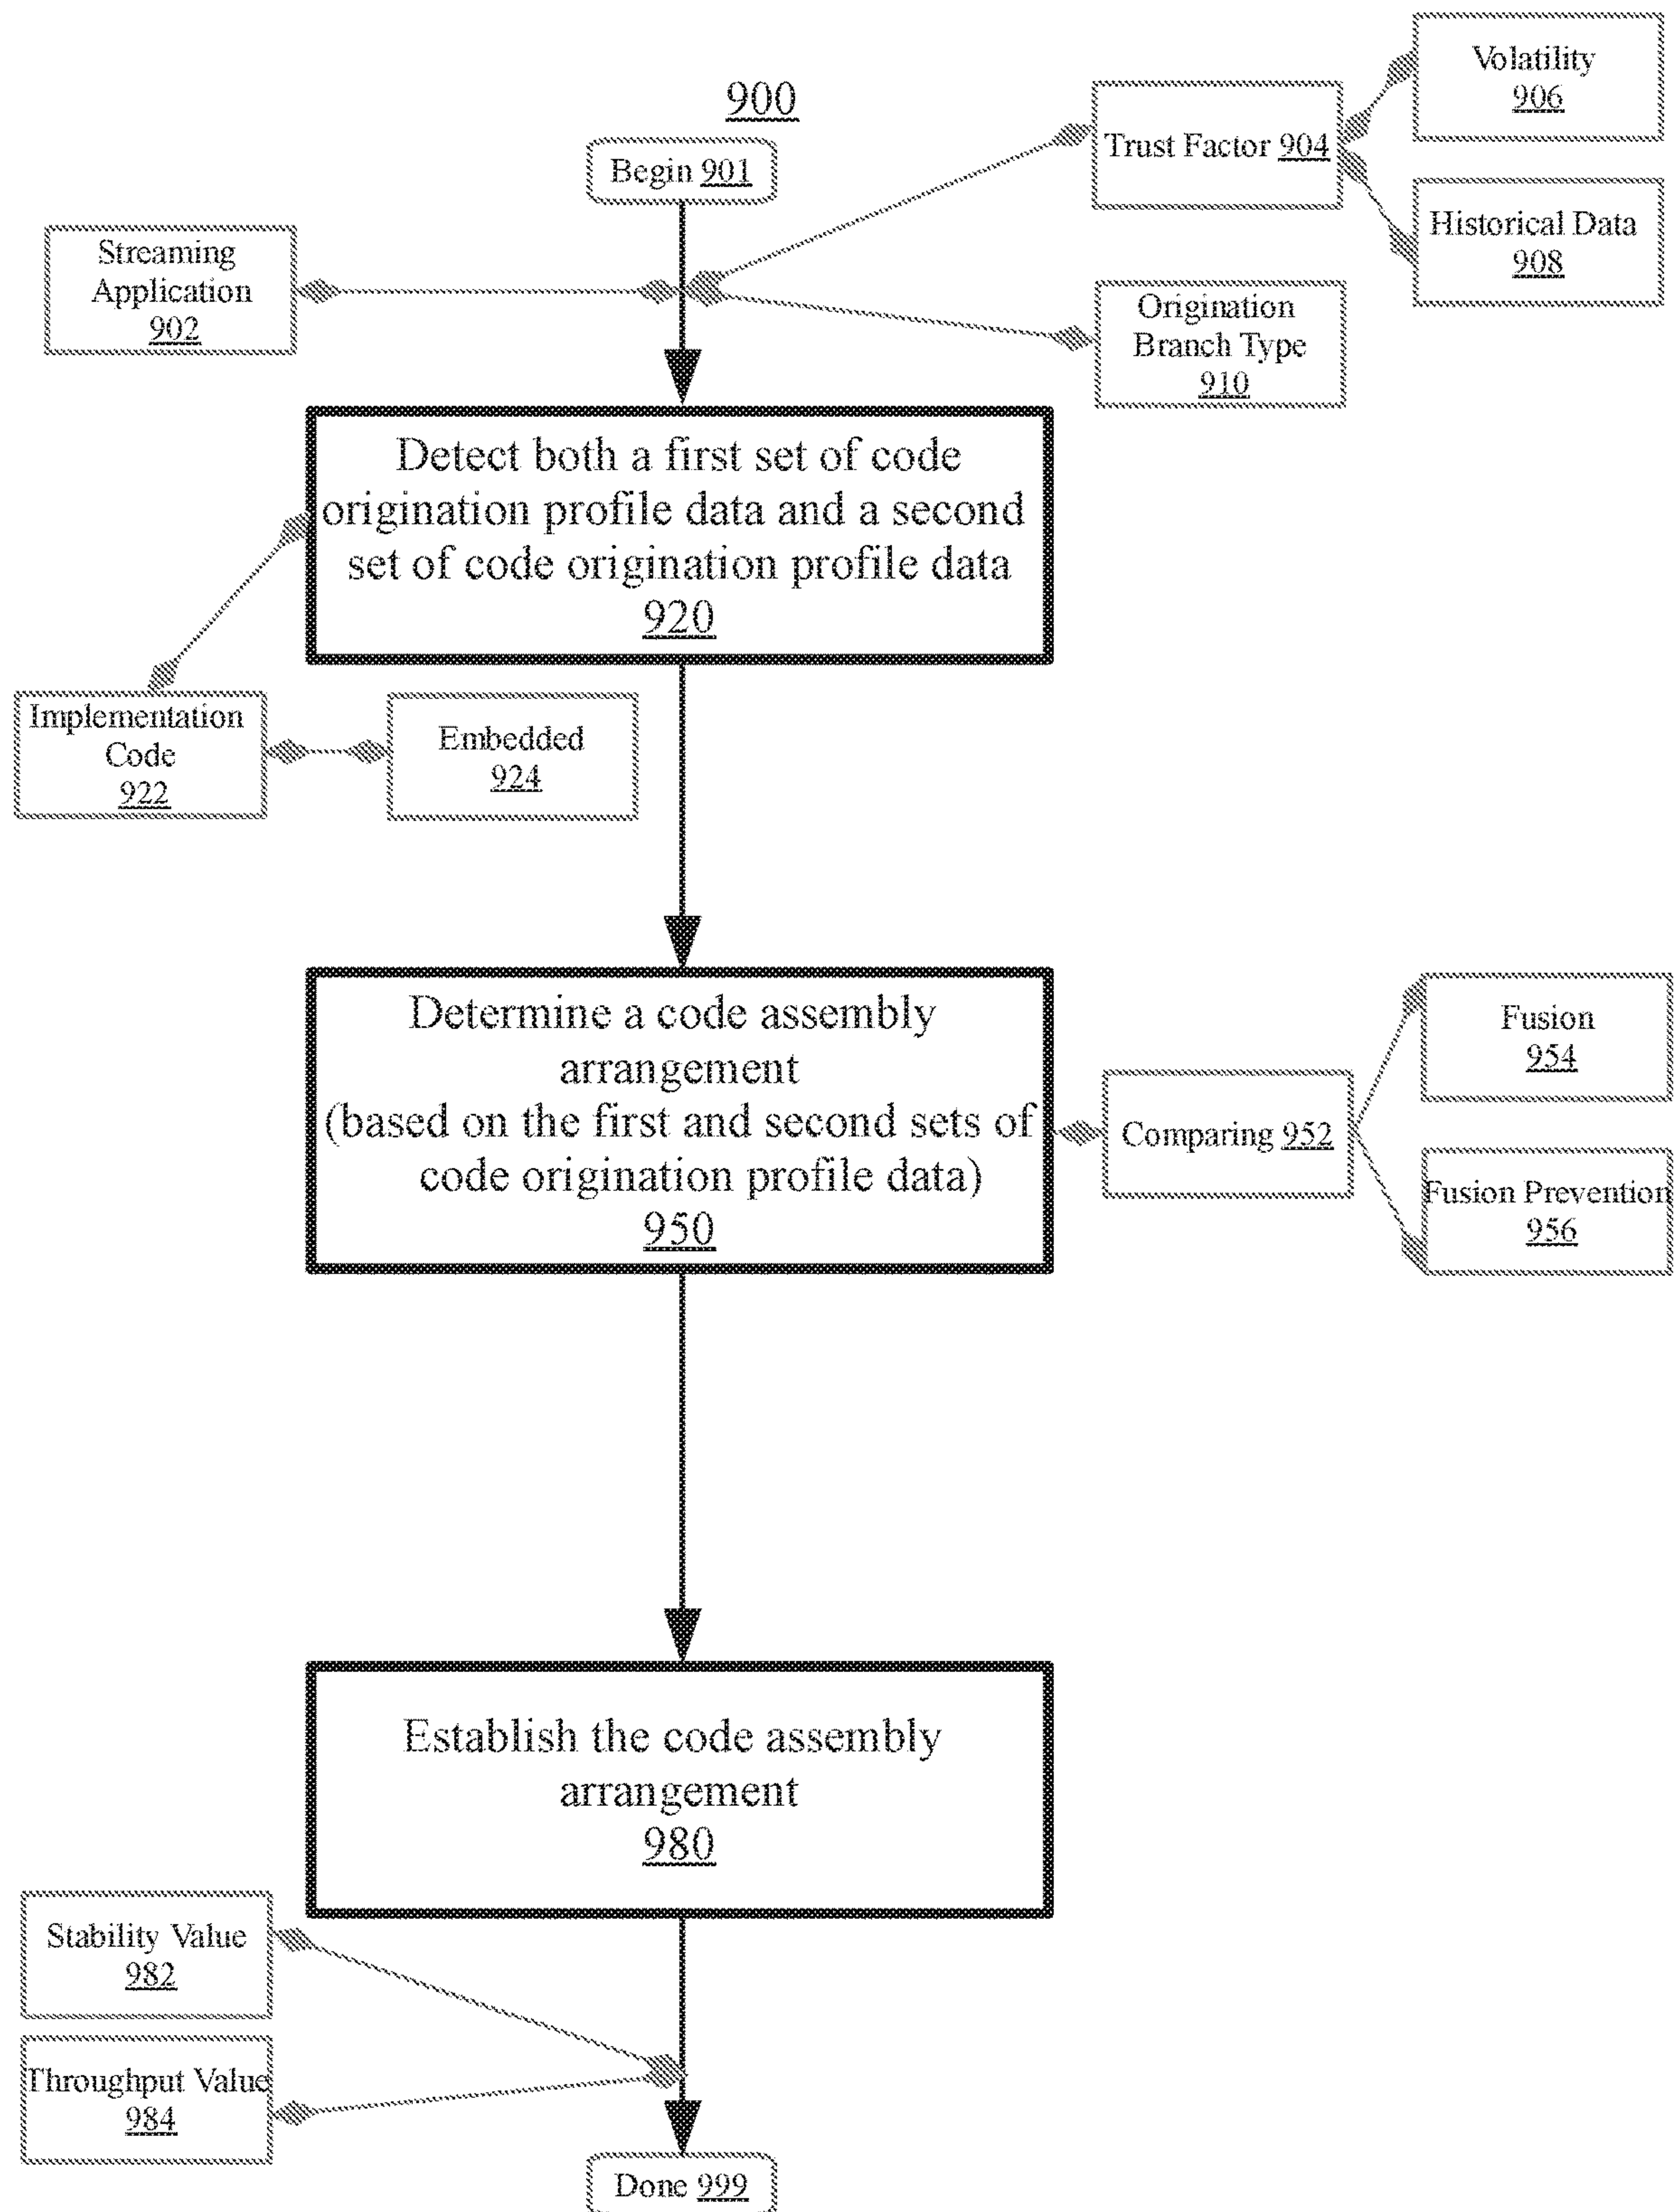 900
Begin 901
Volatility
906
Trust Factor 904
Historical Data
908
Streaming
Application
902
Origination
Branch Type
910
Detect both a first set of code
origination profile data and a second
set of code origination profile data
920
Implementation
Code
922
Embedded
924
Determine a code assembly
arrangement
(based on the first and second sets of
code origination profile data)
950
Comparing 952
Fusion
954
Fusion Prevention
956
Establish the code assembly
arrangement
980
Stability Value
982
Throughput Value
984
Done 999